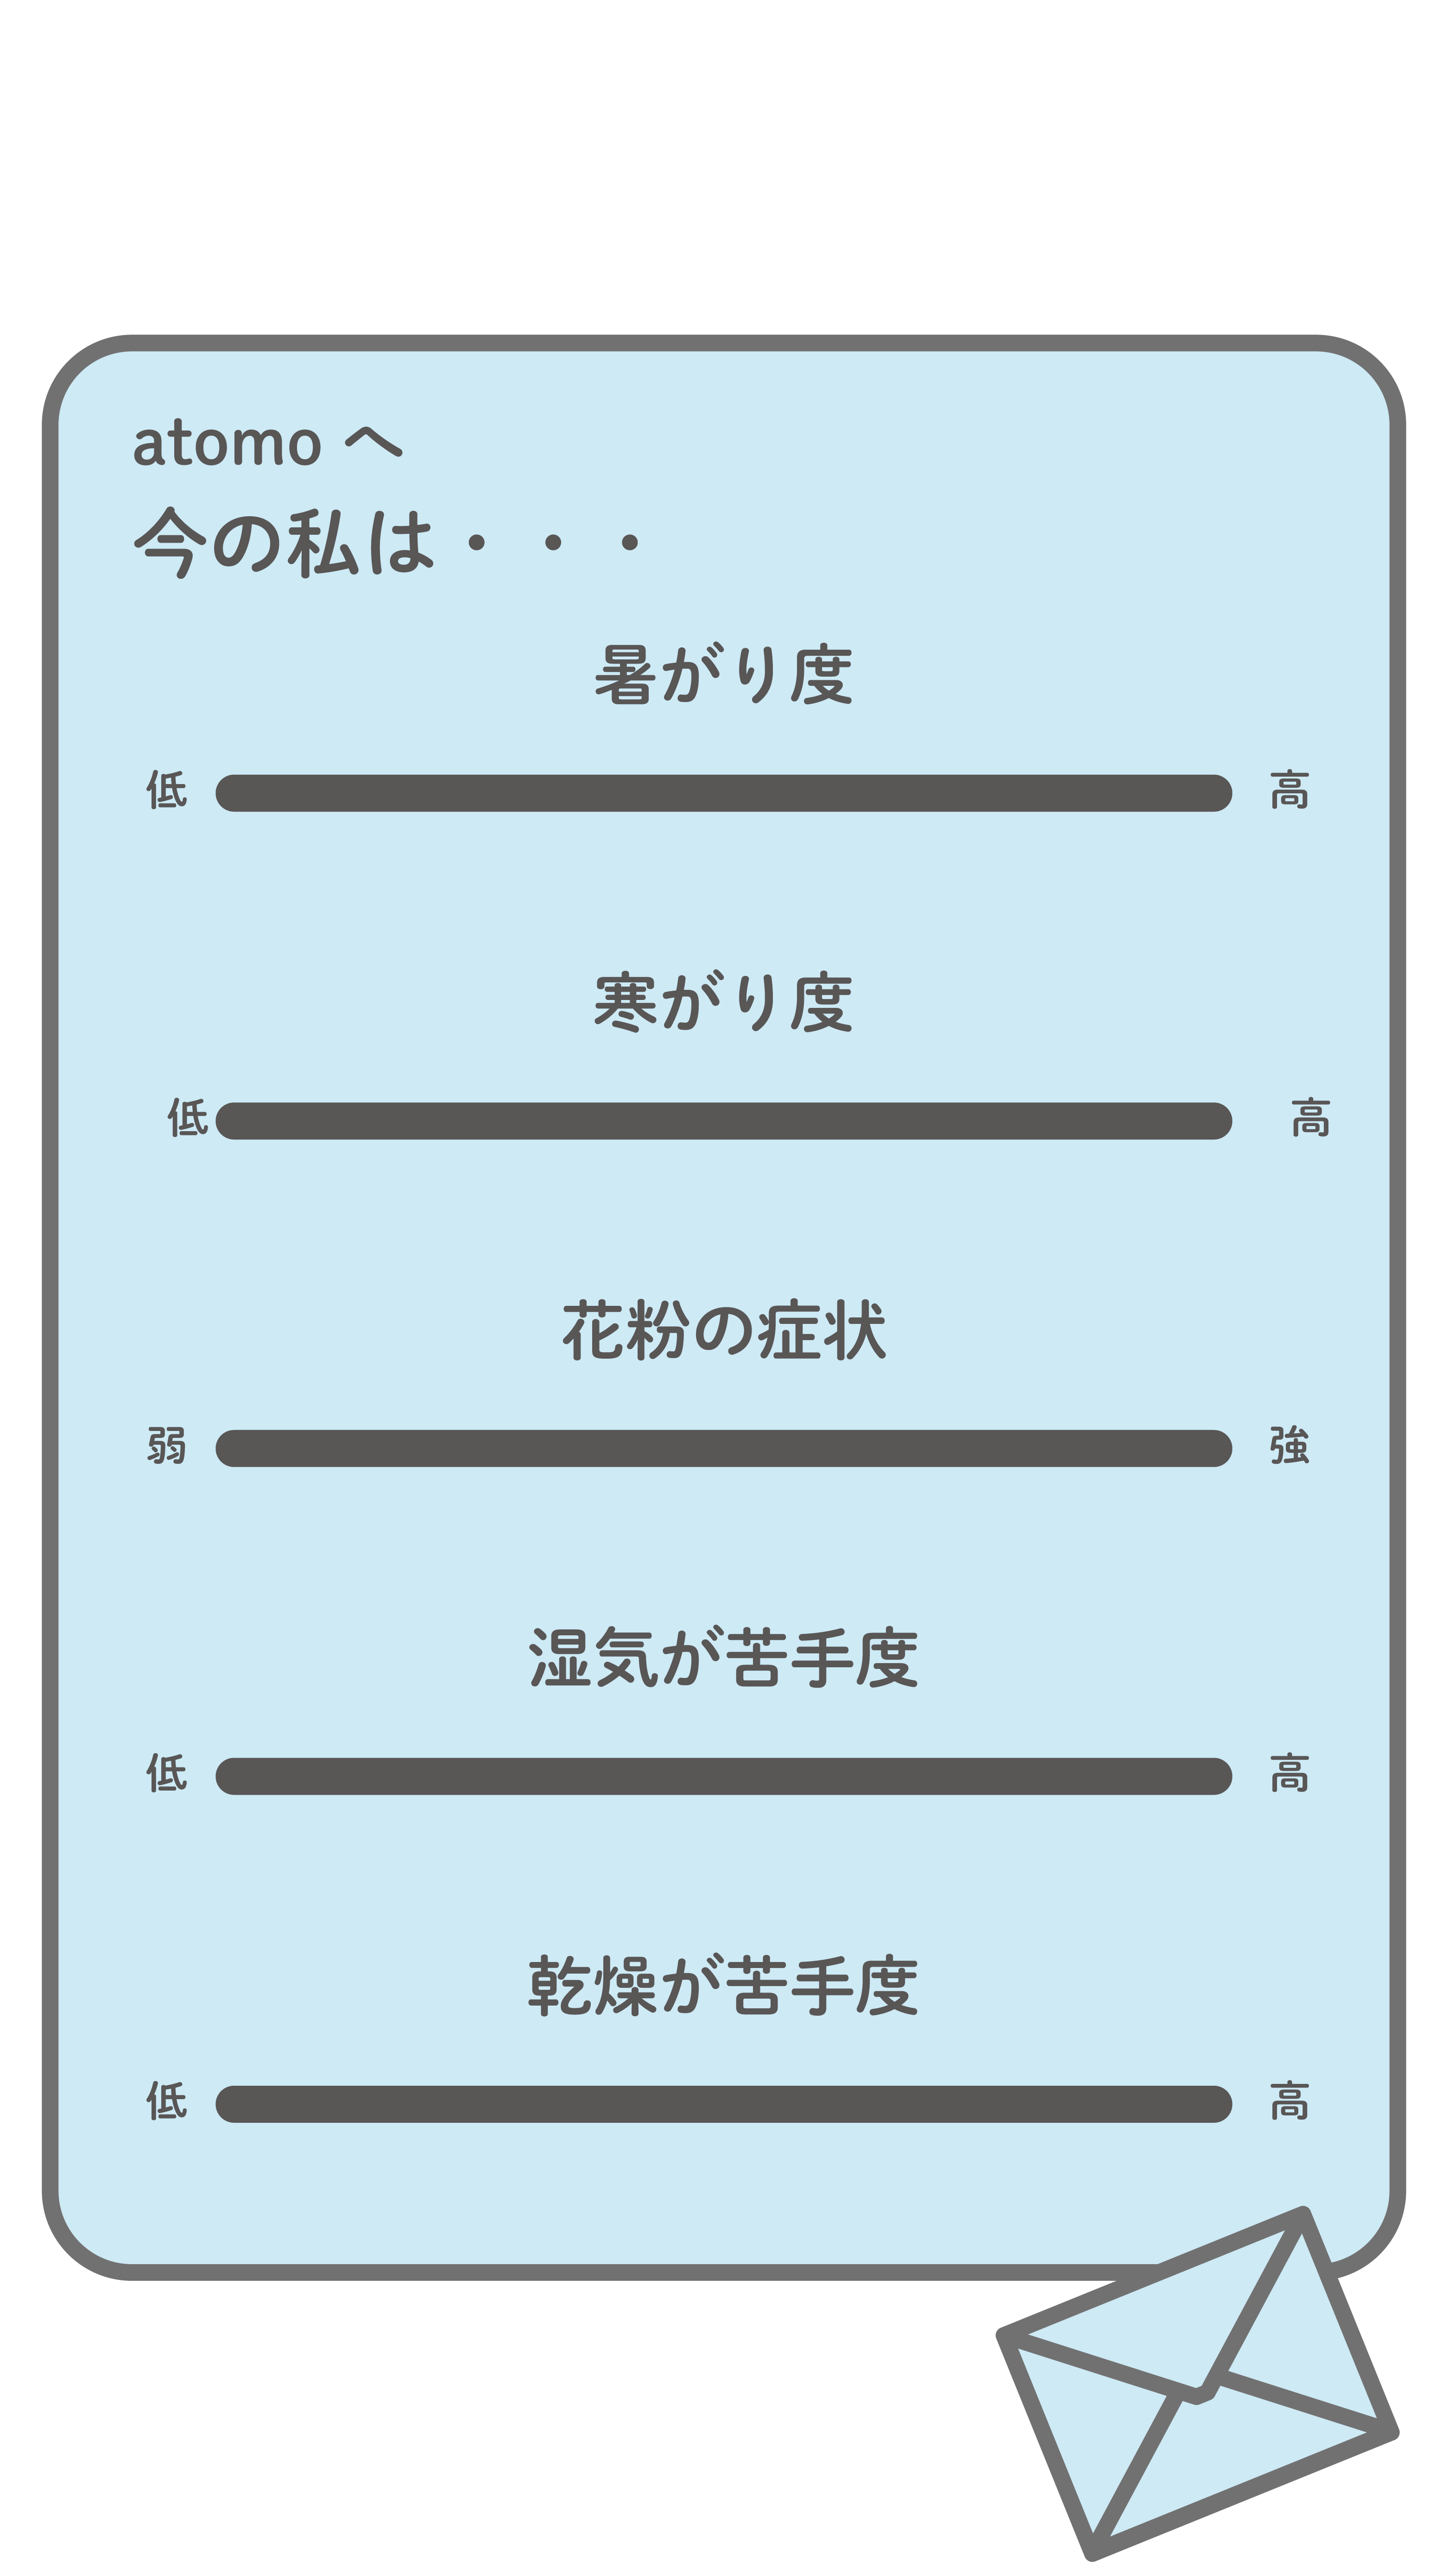 atomo へ
今の私は・・・
暑がり度
低 高
寒がり度
低 高
花粉の症状
弱 強
湿気が苦手度
低 高
乾燥が苦手度
低 高